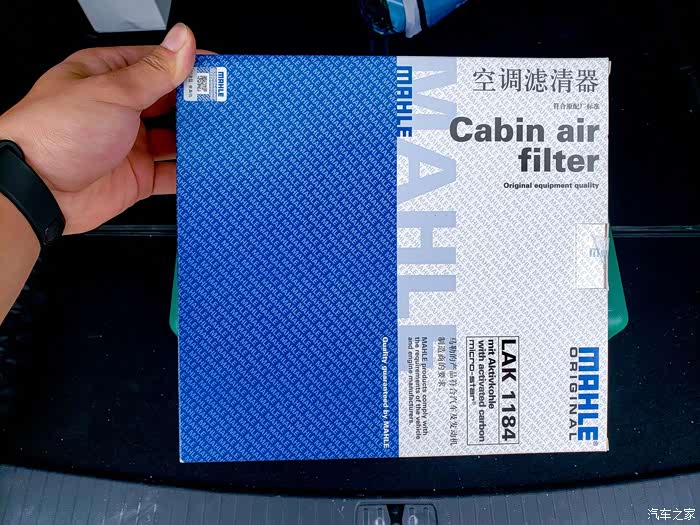 MAHLE
MAHLE
MAHLE
空调滤清器
符合原配厂标准
Cabin air
filter
Original equipment quality
LAK 1184
mit Aktivkohle
with activated carbon
micro-star®
马勒的产品符合汽车及发动机
制造商的要求
MAHLE products comply with
the requirements of the vehicle
and engine manufacturers.
Quality guaranteed by MAHLE
MAHLE®
ORIGINAL
汽车之家